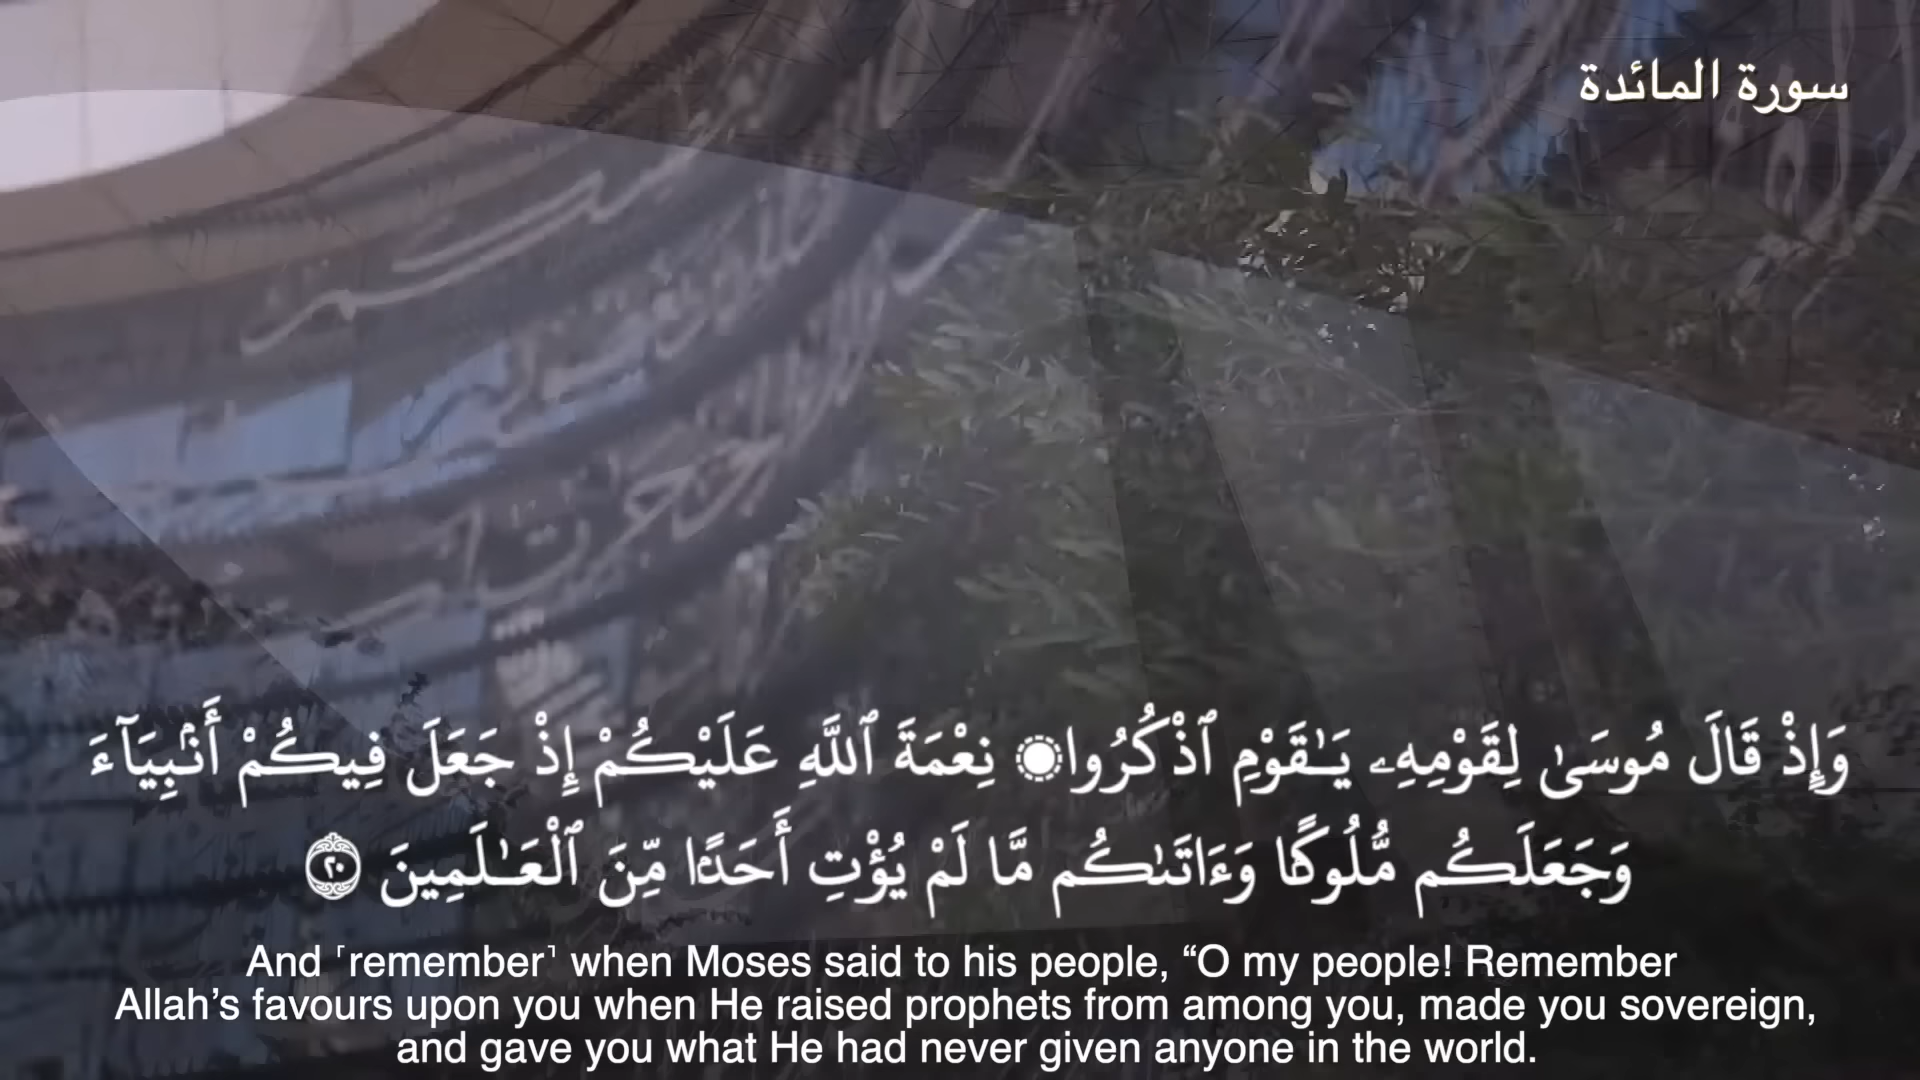 سورة المائدة
وَإِذْ قَالَ مُوسَىٰ لِقَوْمِهِۦ يَـٰقَوْمِ ٱذْكُرُوا۟ نِعْمَةَ ٱللَّهِ عَلَيْكُمْ إِذْ جَعَلَ فِيكُمْ أَنۢبِيَآءَ
وَجَعَلَكُم مُّلُوكًا وَءَاتَىٰكُم مَّا لَمْ يُؤْتِ أَحَدًا مِّنَ ٱلْعَـٰلَمِينَ ٢٠
And ⸢remember⸣ when Moses said to his people, “O my people! Remember
Allah’s favours upon you when He raised prophets from among you, made you sovereign,
and gave you what He had never given anyone in the world.